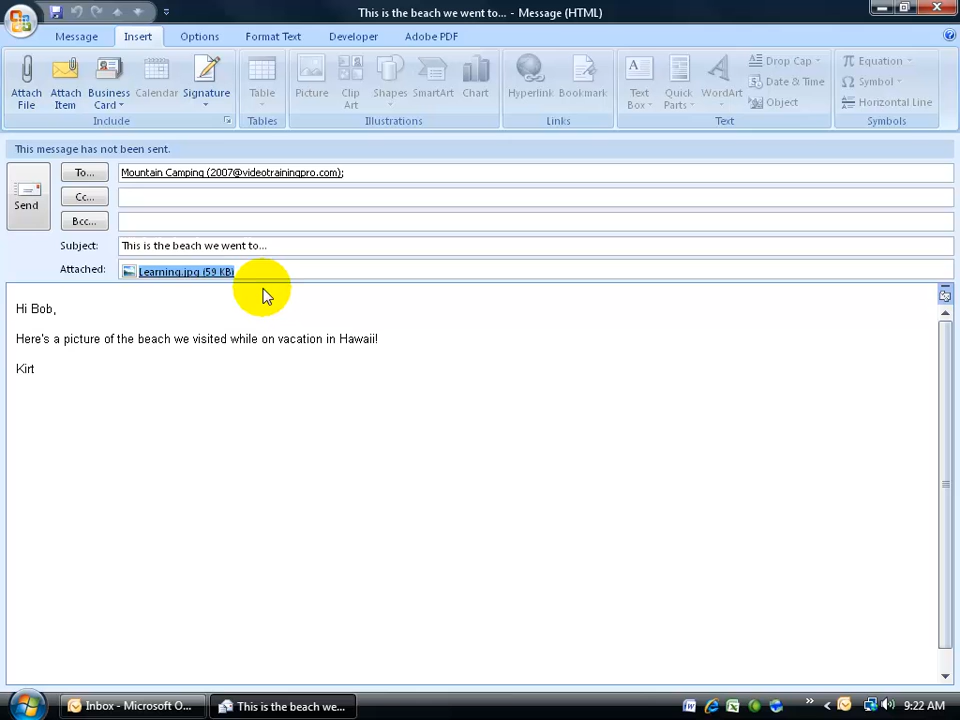 This is the beach we went to... - Message (HTML)
Message Insert Options Format Text Developer Adobe PDF
Attach File
Attach Item
Business Card
Calendar
Signature
Table
Picture
Clip Art
Shapes
SmartArt
Chart
Hyperlink
Bookmark
Text Box
Quick Parts
WordArt
Drop Cap
Date & Time
Object
Equation
Symbol
Horizontal Line
Include Tables Illustrations Links Text Symbols
This message has not been sent.
Send
To... Mountain Camping (2007@videotrainingpro.com);
Cc...
Bcc...
Subject: This is the beach we went to...
Attached: Learning.jpg (59 KB)
Hi Bob,
Here's a picture of the beach we visited while on vacation in Hawaii!
Kirt
Inbox - Microsoft O... This is the beach we... 9:22 AM